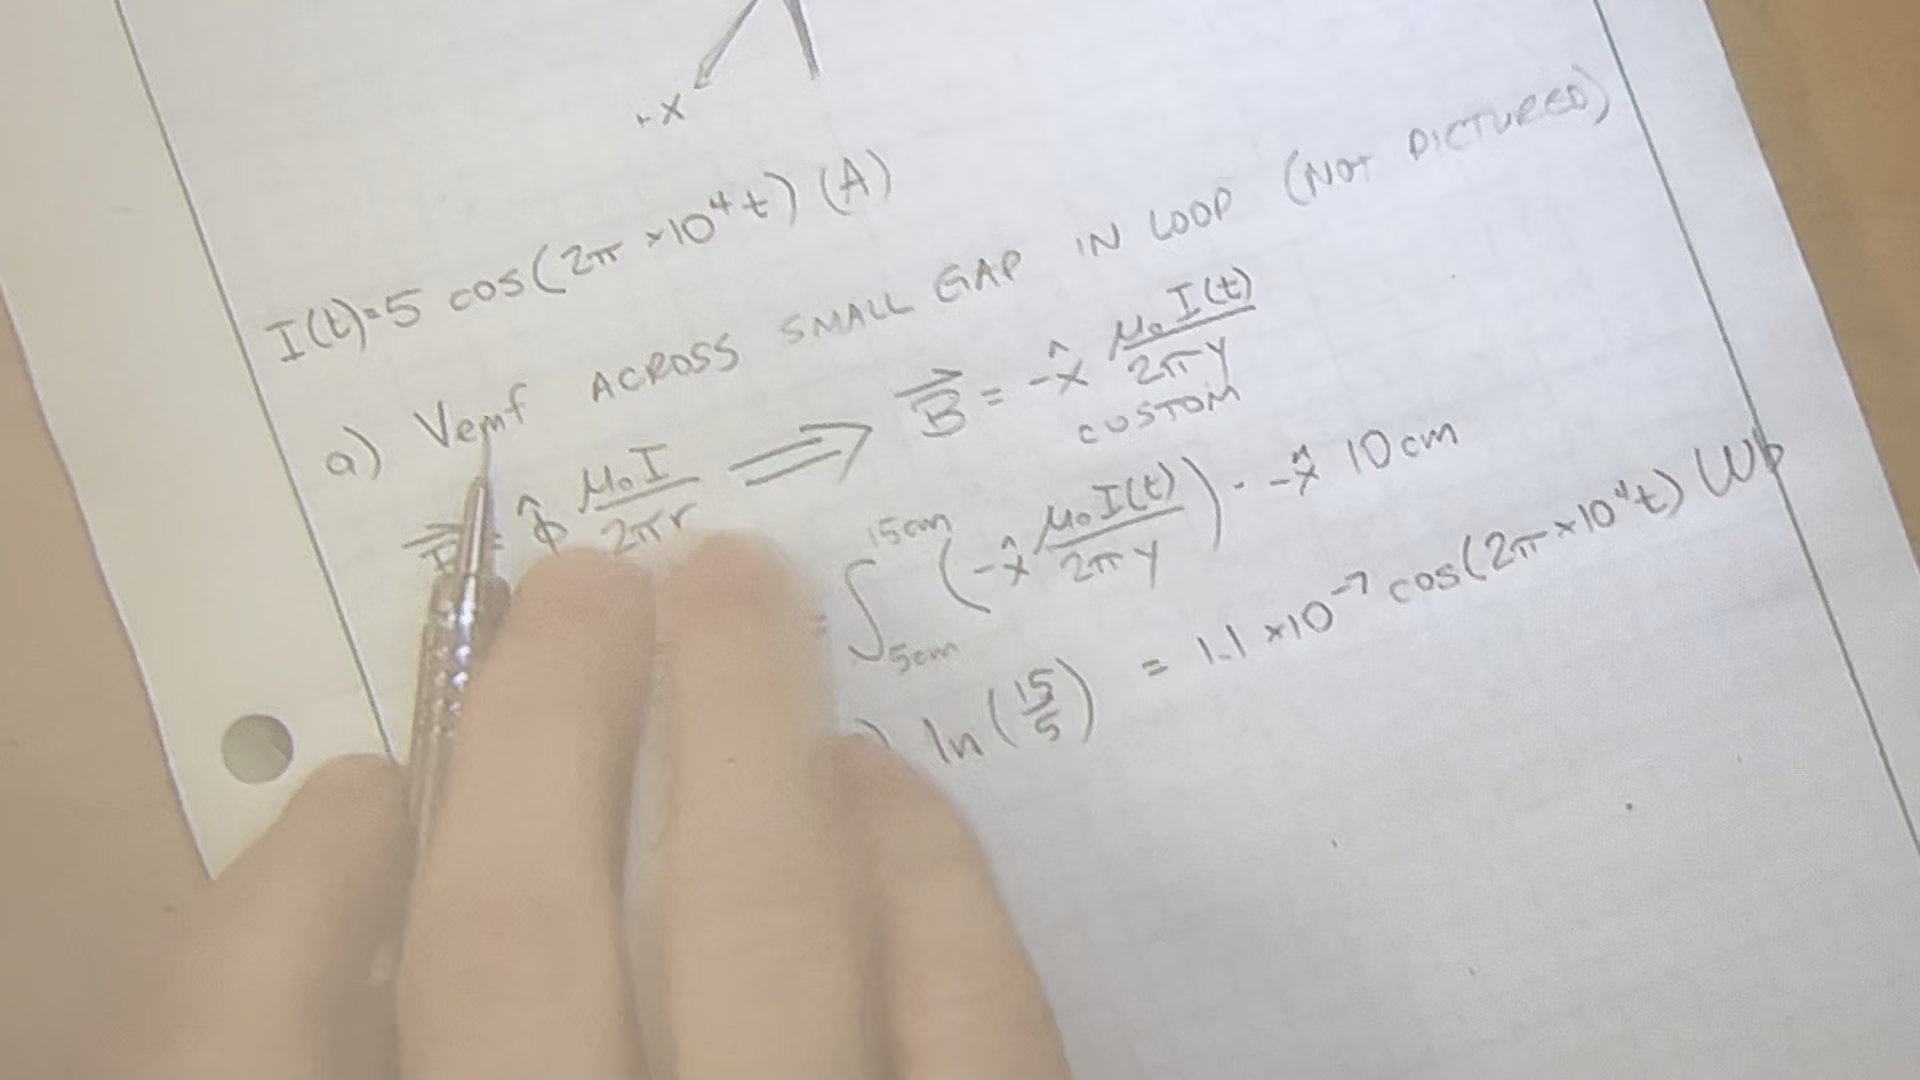 +X
I(t)=5 cos(2π×10⁴t) (A)
a) Vemf ACROSS SMALL GAP IN LOOP (NOT PICTURED)
= φ̂ μ₀I/2πr ⟹ B⃗ = -x̂ μ₀I(t)/2πy
CUSTOM
= ∫ 15cm 5cm (-x̂ μ₀I(t)/2πy) · -x̂ 10cm
) ln(15/5) = 1.1 ×10⁻⁷ cos(2π×10⁴t) (Wb